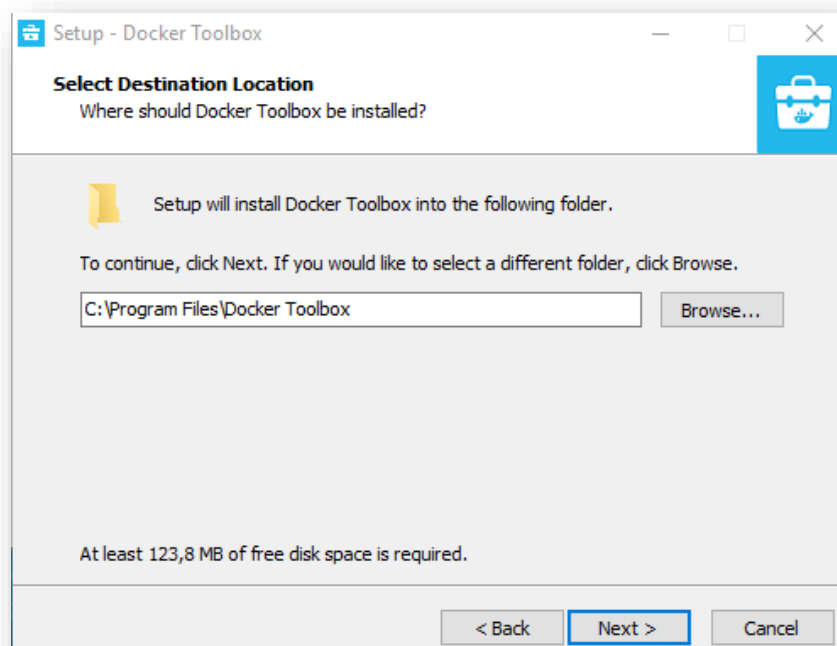 Setup - Docker Toolbox
Select Destination Location
Where should Docker Toolbox be installed?
Setup will install Docker Toolbox into the following folder.
To continue, click Next. If you would like to select a different folder, click Browse.
C:\Program Files\Docker Toolbox
Browse...
At least 123,8 MB of free disk space is required.
< Back
Next >
Cancel